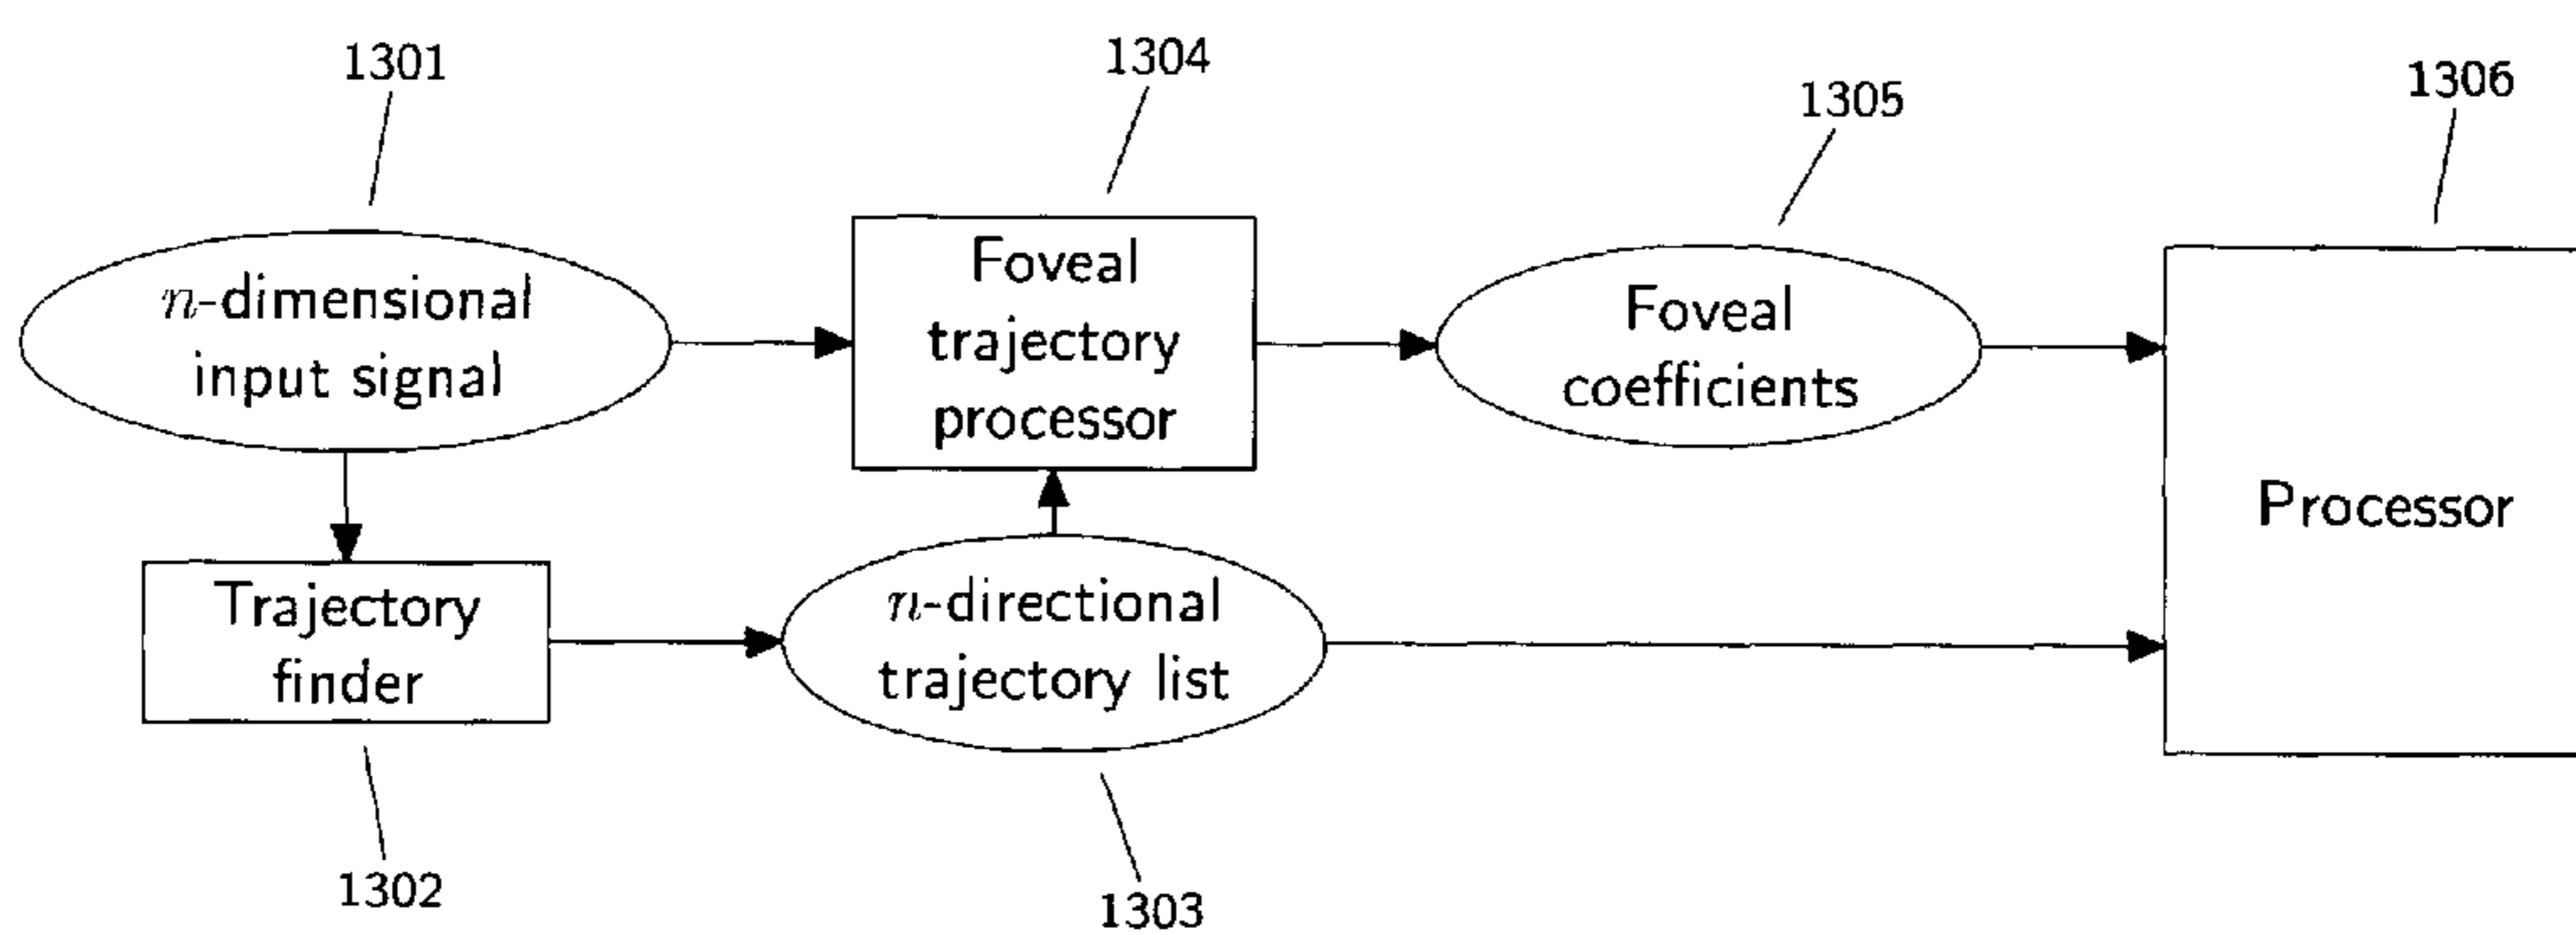 1301
1304
1305
1306
n-dimensional
input signal
Foveal
trajectory
processor
Foveal
coefficients
Processor
Trajectory
finder
n-directional
trajectory list
1302
1303